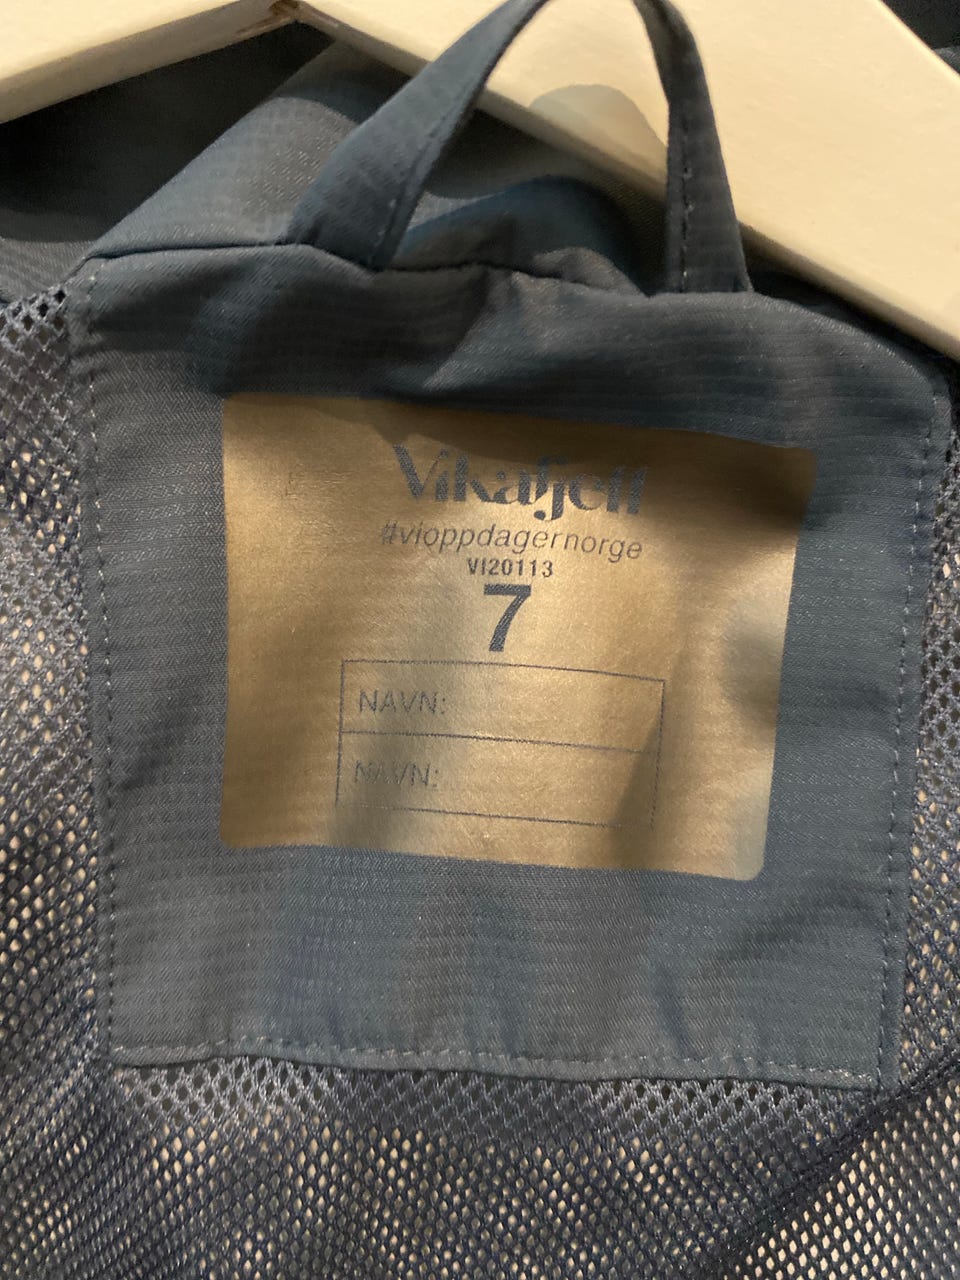 Vikafjell
#vioppdagernorge
VI20113
7
NAVN:
NAVN: